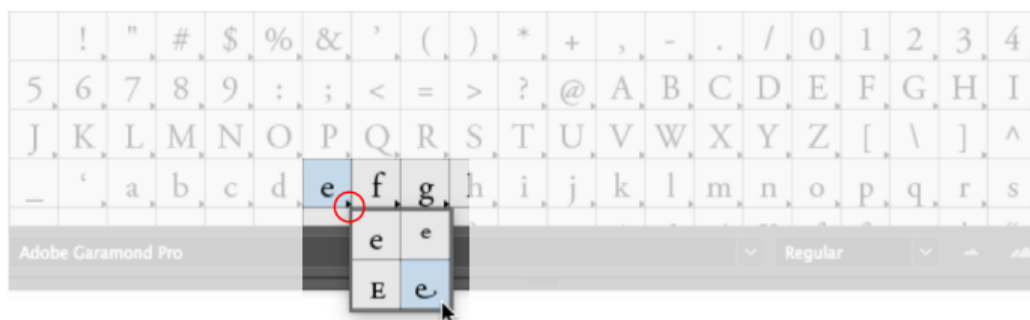 ! " # $ % & ' ( ) * + , - . / 0 1 2 3 4
5 6 7 8 9 : ; < = > ? @ A B C D E F G H I
J K L M N O P Q R S T U V W X Y Z [ \ ] ^
_ ‘ a b c d e f g h i j k l m n o p q r s
e e
Adobe Garamond Pro Regular
E e